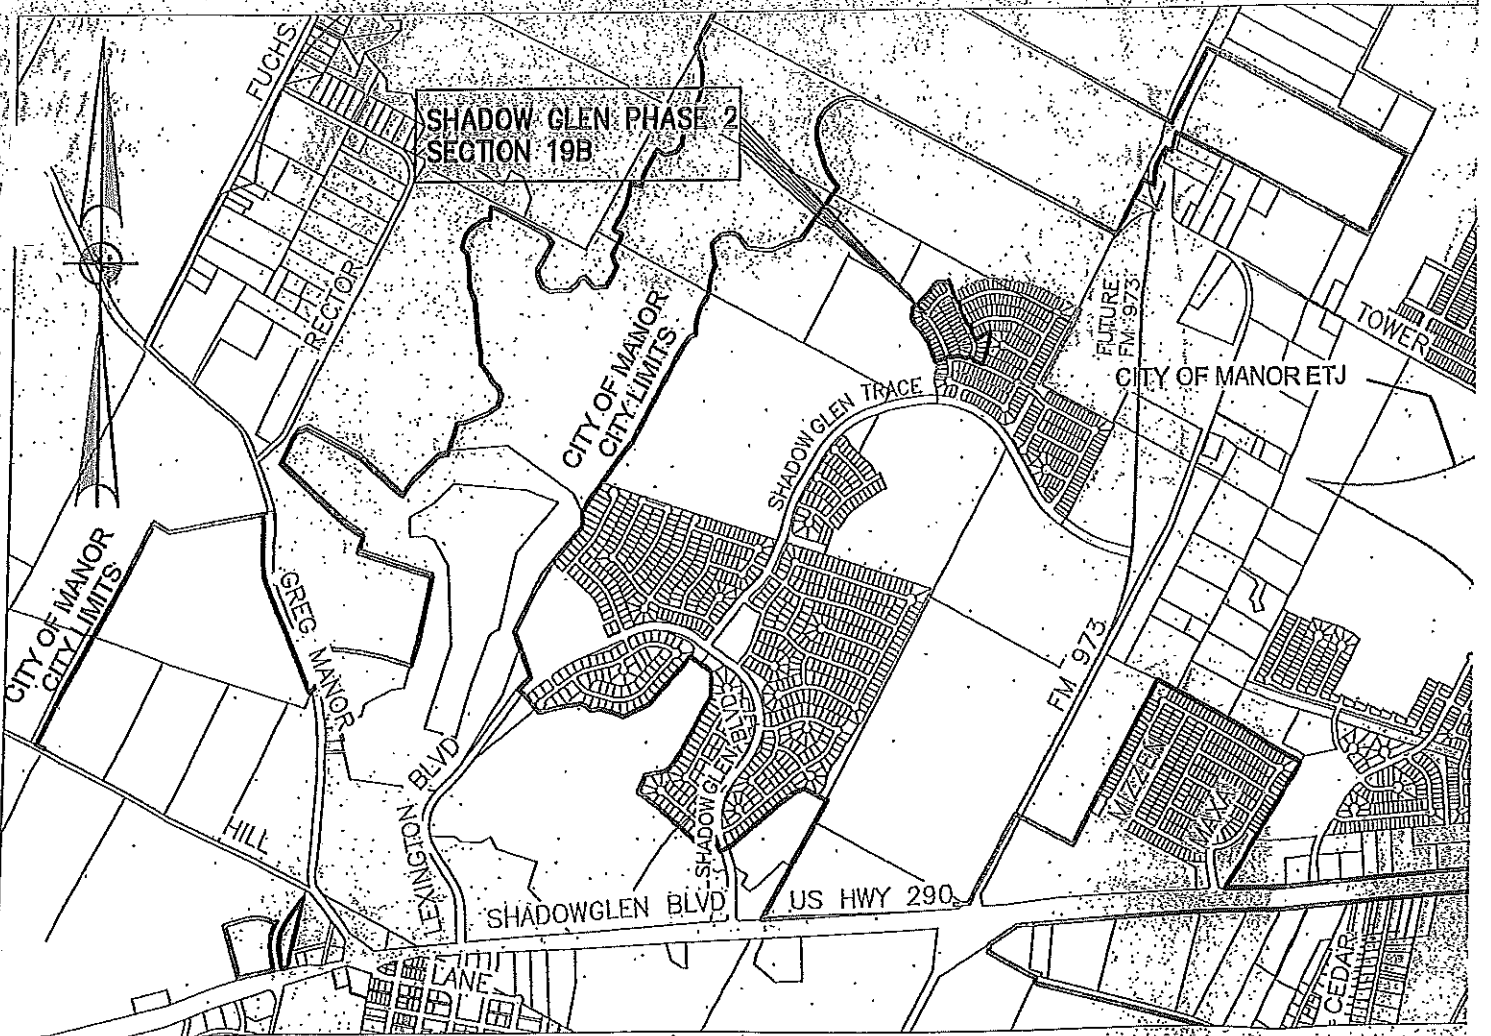 FUCHS
SHADOW GLEN PHASE 2
SECTION 19B
RECTOR
CITY OF MANOR
CITY LIMITS
FUTURE
FM 973
TOWER
CITY OF MANOR ETJ
SHADOW GLEN TRACE
CITY OF MANOR
CITY LIMITS
GREG MANOR
FM 973
BLVD
LEXINGTON
HILL
SHADOWGLEN
BLVD
MIZZEN
SHADOWGLEN BLVD
US HWY 290
LANE
CEDAR